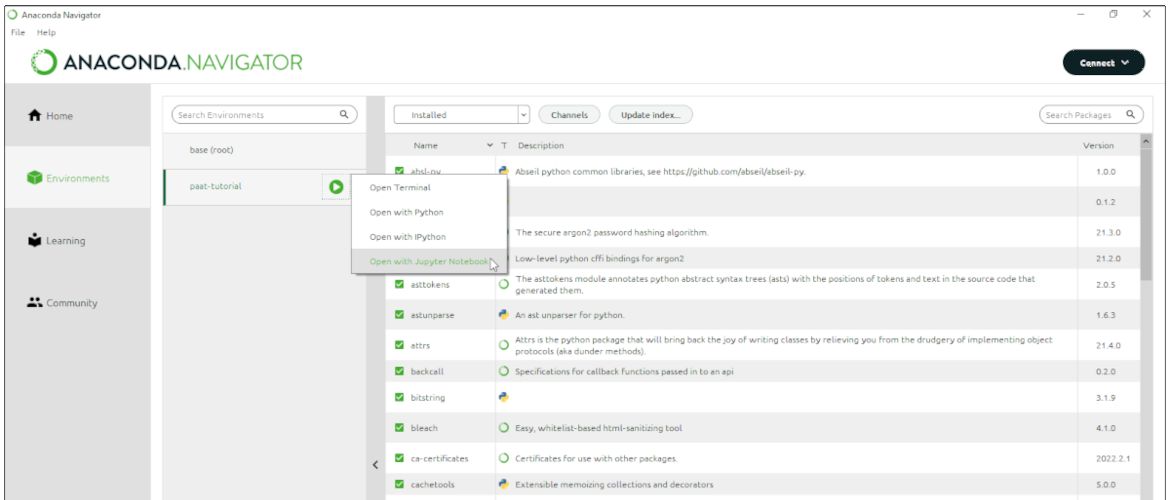 Anaconda Navigator
File Help
ANACONDA.NAVIGATOR
Connect
Home
Environments
Learning
Community
Search Environments
base (root)
paat-tutorial
Open Terminal
Open with Python
Open with IPython
Open with Jupyter Notebook
Installed
Channels
Update index...
Search Packages
Name T Description Version
absl-py Abseil python common libraries, see https://github.com/abseil/abseil-py. 1.0.0
0.1.2
The secure argon2 password hashing algorithm. 21.3.0
Low-level python cffi bindings for argon2 21.2.0
asttokens The asttokens module annotates python abstract syntax trees (asts) with the positions of tokens and text in the source code that
generated them. 2.0.5
astunparse An ast unparser for python. 1.6.3
attrs Attrs is the python package that will bring back the joy of writing classes by relieving you from the drudgery of implementing object
protocols (aka dunder methods). 21.4.0
backcall Specifications for callback functions passed in to an api 0.2.0
bitstring 3.1.9
bleach Easy, whitelist-based html-sanitizing tool 4.1.0
ca-certificates Certificates for use with other packages. 2022.2.1
cachetools Extensible memoizing collections and decorators 5.0.0